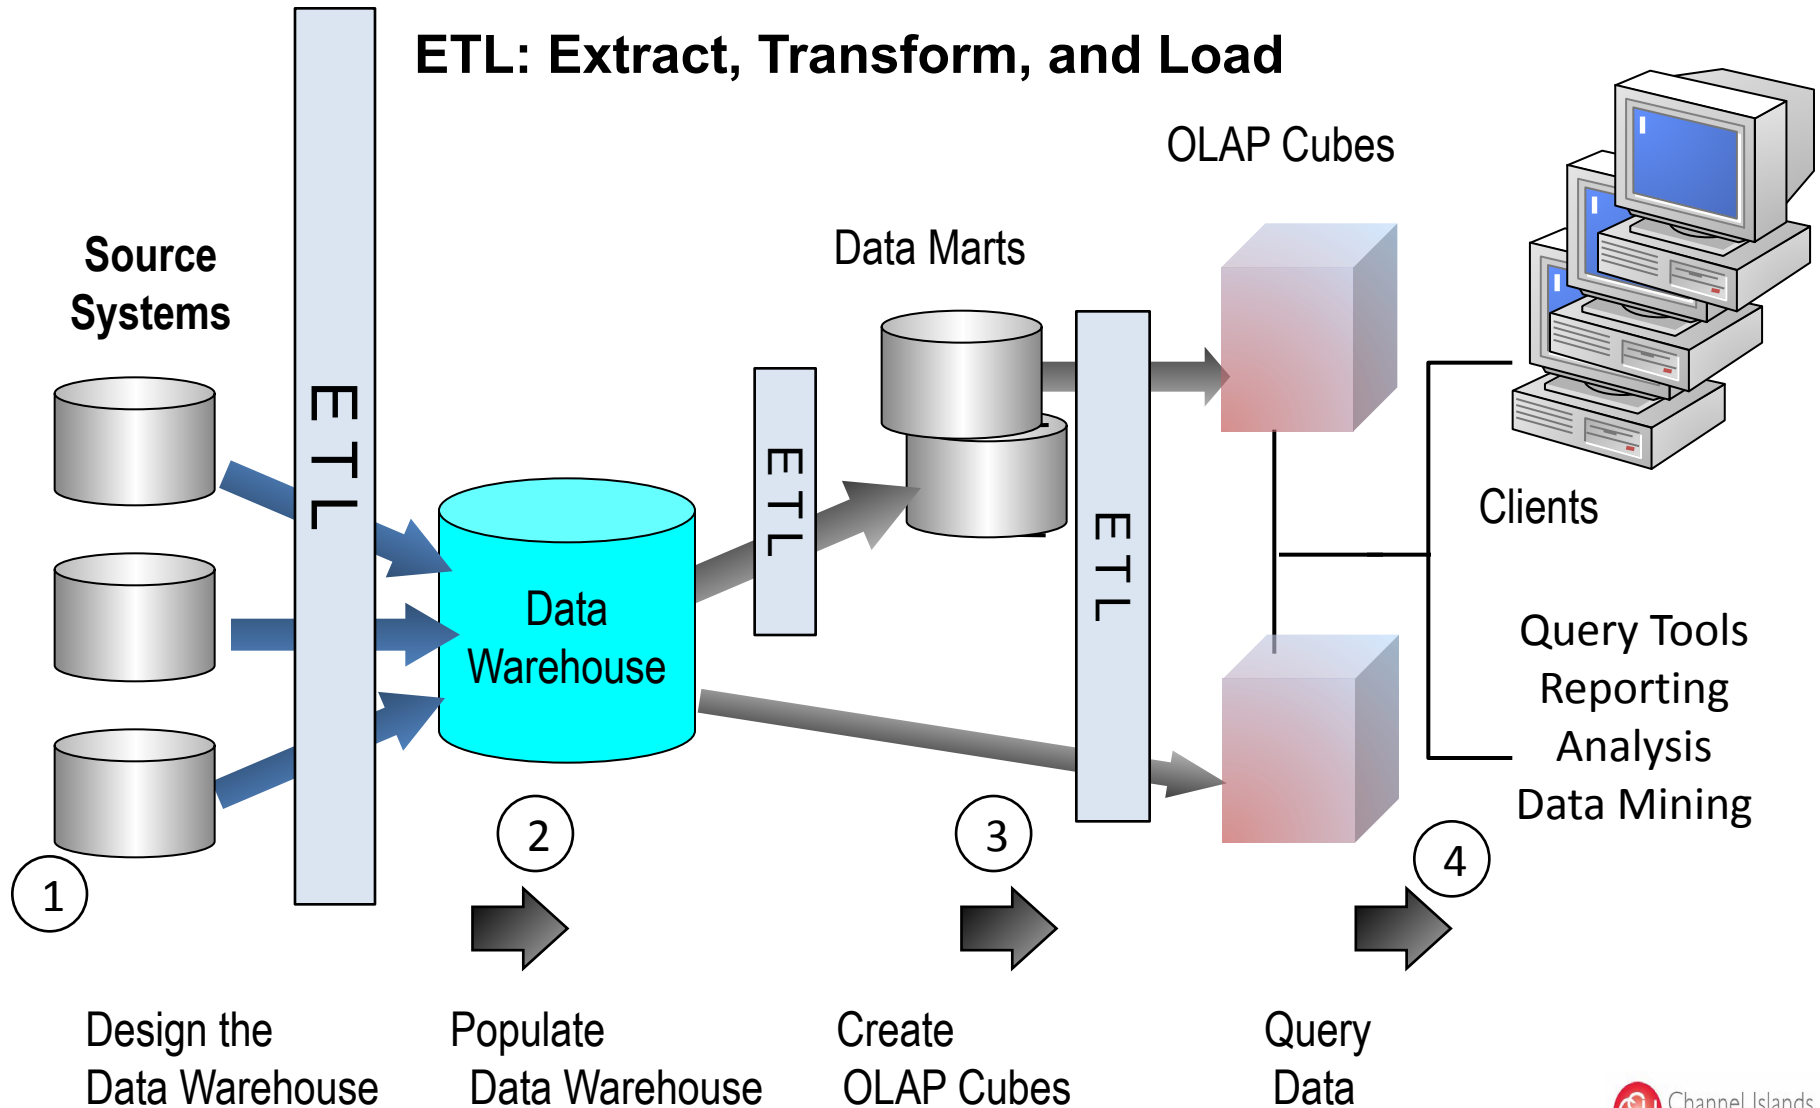 ETL: Extract, Transform, and Load
OLAP Cubes
Data Marts
Source
Systems
ETL
ETL
ETL
Data
Warehouse
Clients
Query Tools
Reporting
Analysis
Data Mining
1
2
3
4
Design the
Data Warehouse
Populate
Data Warehouse
Create
OLAP Cubes
Query
Data
Channel Islands